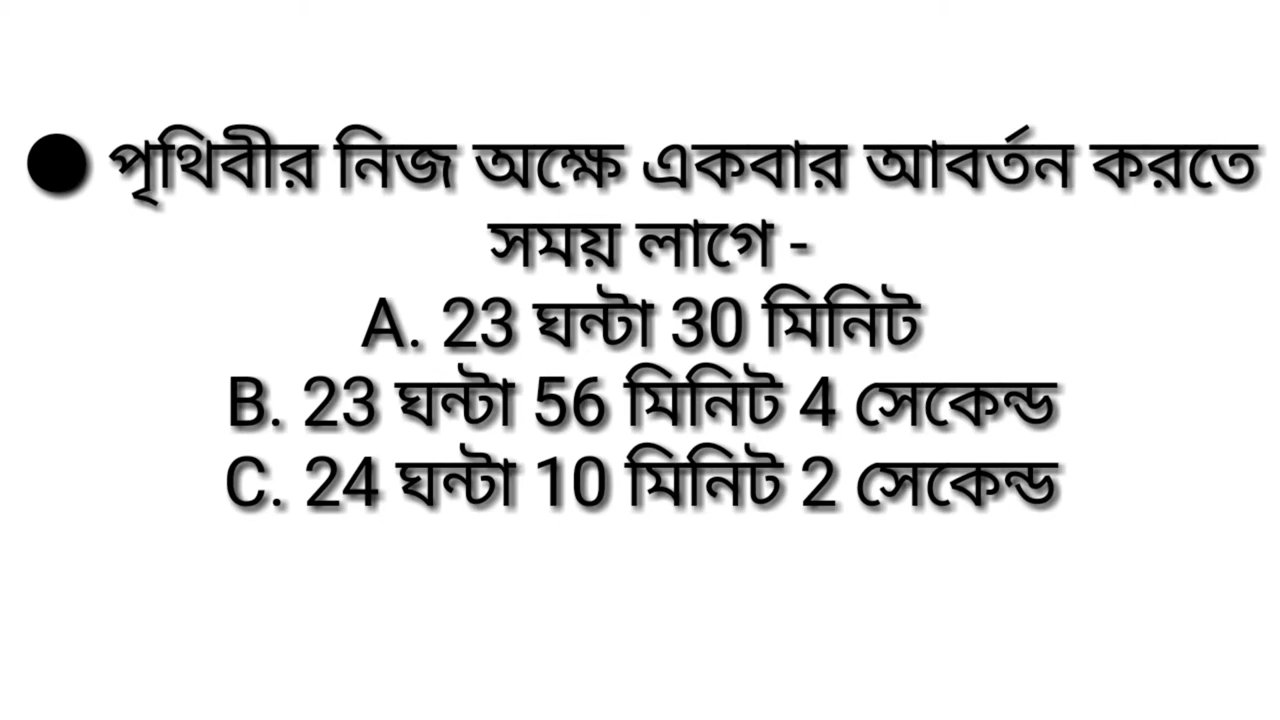 ● পৃথিবীর নিজ অক্ষে একবার আবর্তন করতে
সময় লাগে -
A. 23 ঘন্টা 30 মিনিট
B. 23 ঘন্টা 56 মিনিট 4 সেকেন্ড
C. 24 ঘন্টা 10 মিনিট 2 সেকেন্ড